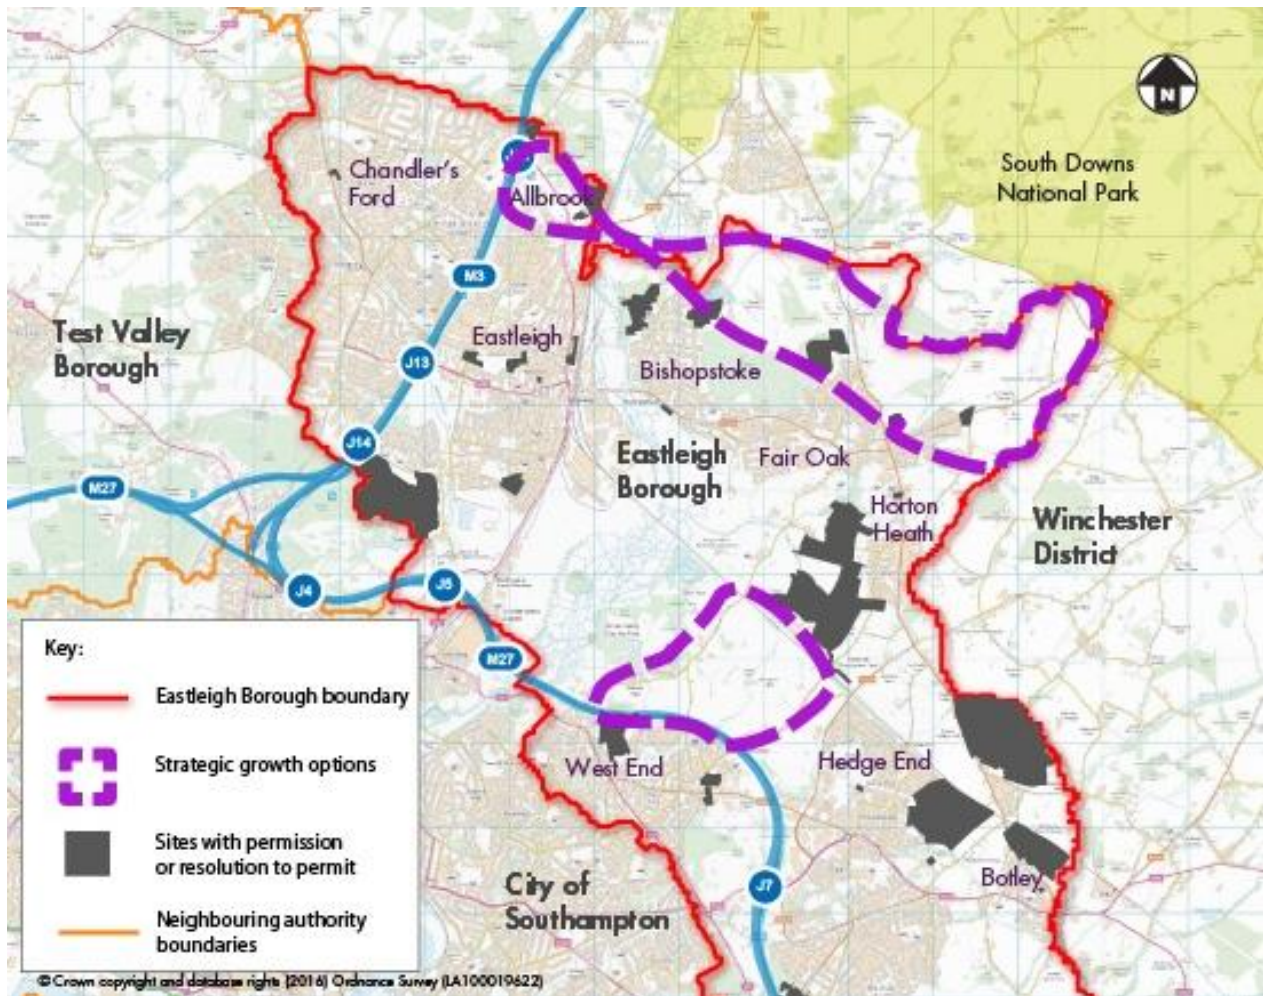 N
South Downs
National Park
Chandler's
Ford
Allbrook
M3
Test Valley
Borough
Eastleigh
J13
Bishopstoke
J14
Eastleigh
Borough
Fair Oak
M27
Horton
Heath
Winchester
District
J4
J5
M27
Key:
Eastleigh Borough boundary
Strategic growth options
Sites with permission
or resolution to permit
Neighbouring authority
boundaries
West End
Hedge End
City of
Southampton
J7
Botley
© Crown copyright and database rights (2016) Ordnance Survey (LA100019622)